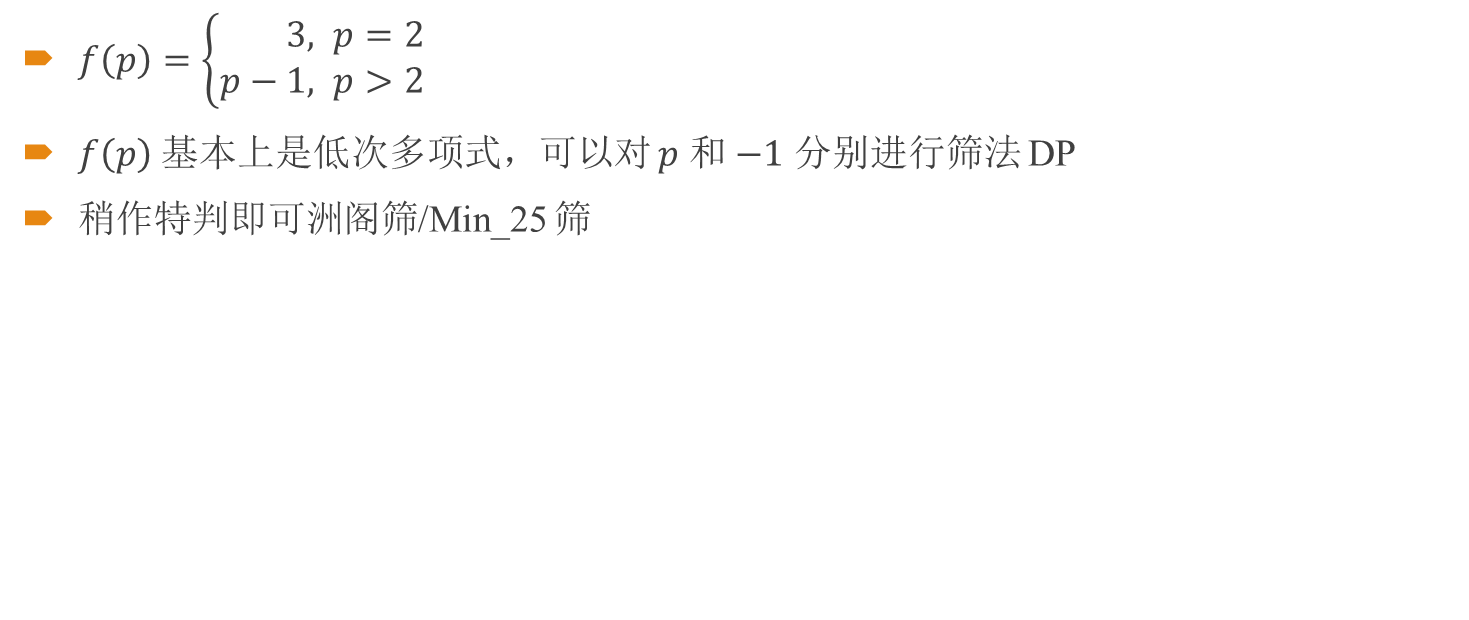 f(p) = { 3, p = 2
p − 1, p > 2
f(p) 基本上是低次多项式，可以对 p 和 −1 分别进行筛法 DP
稍作特判即可洲阁筛/Min_25 筛